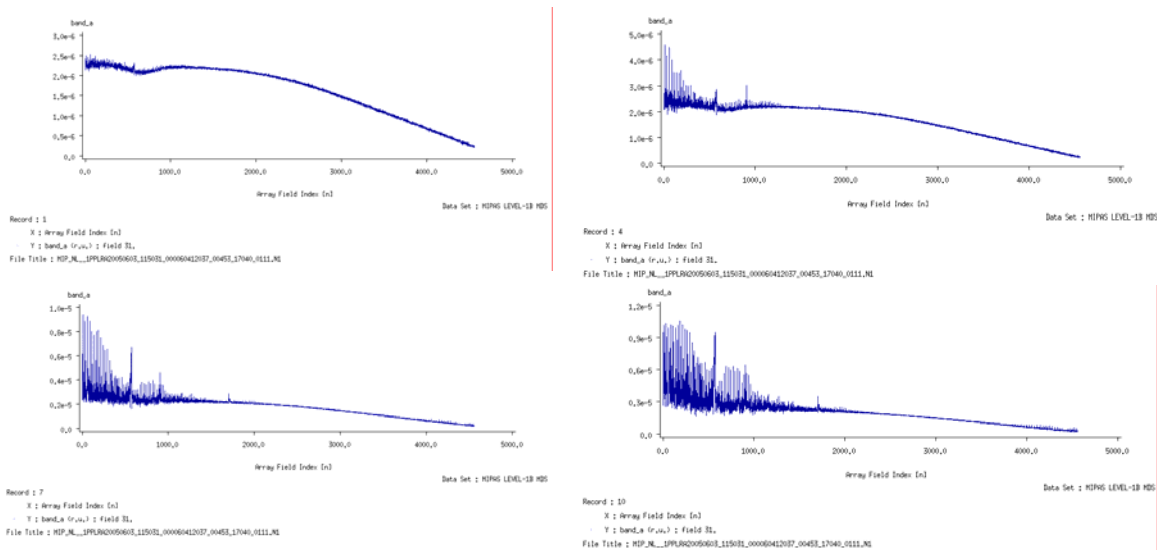 band_a
3.0e-6
2.5e-6
2.0e-6
1.5e-6
1.0e-6
0.5e-6
0.0
0.0 1000.0 2000.0 3000.0 4000.0 5000.0
Array Field Index [n]
Data Set : MIPAS LEVEL-1B MDS
Record : 1
X : Array Field Index [n]
Y : band_a (r.u.) : field 31.
File Title : MIP_NL__1PPLRA20050603_115031_000060412037_00453_17040_0111.N1
band_a
5.0e-6
4.0e-6
3.0e-6
2.0e-6
1.0e-6
0.0
0.0 1000.0 2000.0 3000.0 4000.0 5000.0
Array Field Index [n]
Data Set : MIPAS LEVEL-1B MDS
Record : 4
X : Array Field Index [n]
Y : band_a (r.u.) : field 31.
File Title : MIP_NL__1PPLRA20050603_115031_000060412037_00453_17040_0111.N1
band_a
1.0e-5
0.8e-5
0.6e-5
0.4e-5
0.2e-5
0.0
0.0 1000.0 2000.0 3000.0 4000.0 5000.0
Array Field Index [n]
Data Set : MIPAS LEVEL-1B MDS
Record : 7
X : Array Field Index [n]
Y : band_a (r.u.) : field 31.
File Title : MIP_NL__1PPLRA20050603_115031_000060412037_00453_17040_0111.N1
band_a
1.2e-5
0.9e-5
0.6e-5
0.3e-5
0.0
0.0 1000.0 2000.0 3000.0 4000.0 5000.0
Array Field Index [n]
Data Set : MIPAS LEVEL-1B MDS
Record : 10
X : Array Field Index [n]
Y : band_a (r.u.) : field 31.
File Title : MIP_NL__1PPLRA20050603_115031_000060412037_00453_17040_0111.N1